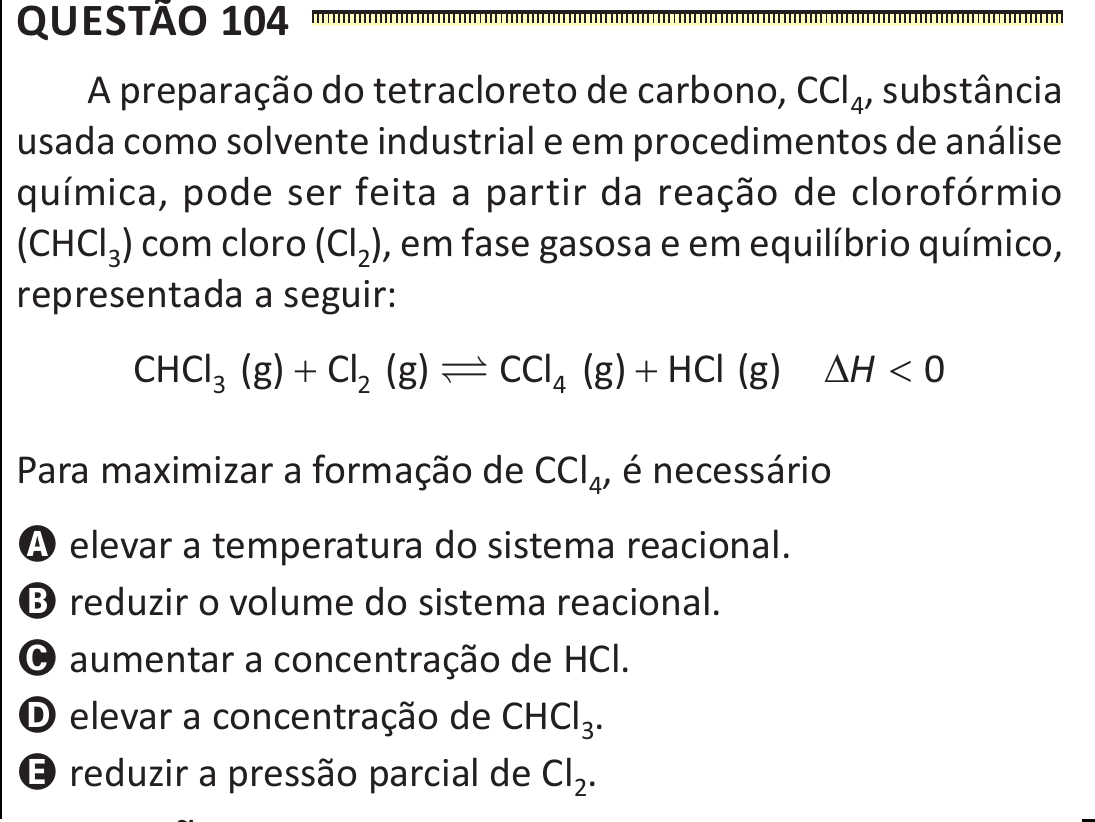 QUESTÃO 104
A preparação do tetracloreto de carbono, CCl₄, substância
usada como solvente industrial e em procedimentos de análise
química, pode ser feita a partir da reação de clorofórmio
(CHCl₃) com cloro (Cl₂), em fase gasosa e em equilíbrio químico,
representada a seguir:
CHCl₃ (g) + Cl₂ (g) ⇌ CCl₄ (g) + HCl (g) ΔH < 0
Para maximizar a formação de CCl₄, é necessário
A elevar a temperatura do sistema reacional.
B reduzir o volume do sistema reacional.
C aumentar a concentração de HCl.
D elevar a concentração de CHCl₃.
E reduzir a pressão parcial de Cl₂.